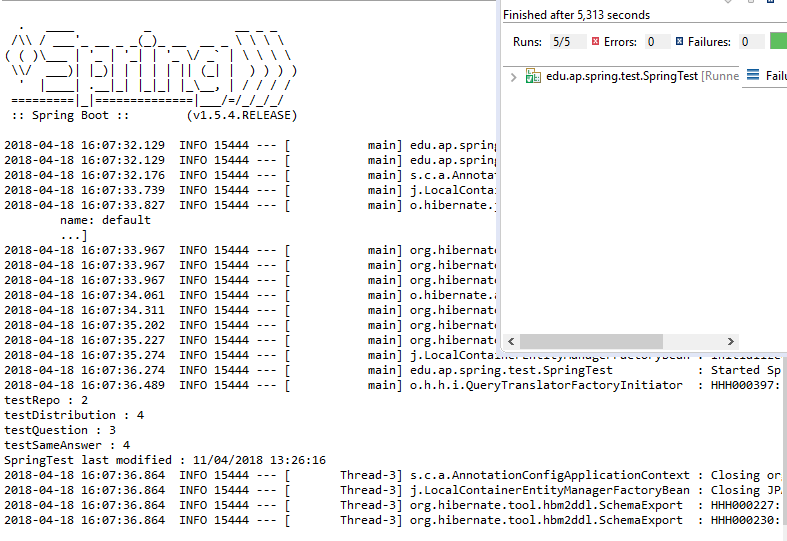 :: Spring Boot ::        (v1.5.4.RELEASE)
2018-04-18 16:07:32.129  INFO 15444 --- [           main] edu.ap.spring
2018-04-18 16:07:32.129  INFO 15444 --- [           main] edu.ap.spring
2018-04-18 16:07:32.176  INFO 15444 --- [           main] s.c.a.Annotat
2018-04-18 16:07:33.739  INFO 15444 --- [           main] j.LocalContai
2018-04-18 16:07:33.827  INFO 15444 --- [           main] o.hibernate.j
name: default
...]
2018-04-18 16:07:33.967  INFO 15444 --- [           main] org.hibernate
2018-04-18 16:07:33.967  INFO 15444 --- [           main] org.hibernate
2018-04-18 16:07:33.967  INFO 15444 --- [           main] org.hibernate
2018-04-18 16:07:34.061  INFO 15444 --- [           main] o.hibernate.a
2018-04-18 16:07:34.311  INFO 15444 --- [           main] org.hibernate
2018-04-18 16:07:35.202  INFO 15444 --- [           main] org.hibernate
2018-04-18 16:07:35.227  INFO 15444 --- [           main] org.hibernate
2018-04-18 16:07:35.274  INFO 15444 --- [           main] j.LocalContainerEntityManagerFactoryBean : Initialize
2018-04-18 16:07:36.274  INFO 15444 --- [           main] edu.ap.spring.test.SpringTest            : Started Sp
2018-04-18 16:07:36.489  INFO 15444 --- [           main] o.h.h.i.QueryTranslatorFactoryInitiator  : HHH000397:
testRepo : 2
testDistribution : 4
testQuestion : 3
testSameAnswer : 4
SpringTest last modified : 11/04/2018 13:26:16
2018-04-18 16:07:36.864  INFO 15444 --- [       Thread-3] s.c.a.AnnotationConfigApplicationContext : Closing org
2018-04-18 16:07:36.864  INFO 15444 --- [       Thread-3] j.LocalContainerEntityManagerFactoryBean : Closing JPA
2018-04-18 16:07:36.864  INFO 15444 --- [       Thread-3] org.hibernate.tool.hbm2ddl.SchemaExport  : HHH000227:
2018-04-18 16:07:36.864  INFO 15444 --- [       Thread-3] org.hibernate.tool.hbm2ddl.SchemaExport  : HHH000230:
Finished after 5,313 seconds
Runs: 5/5 Errors: 0 Failures: 0
edu.ap.spring.test.SpringTest [Runne
Failu